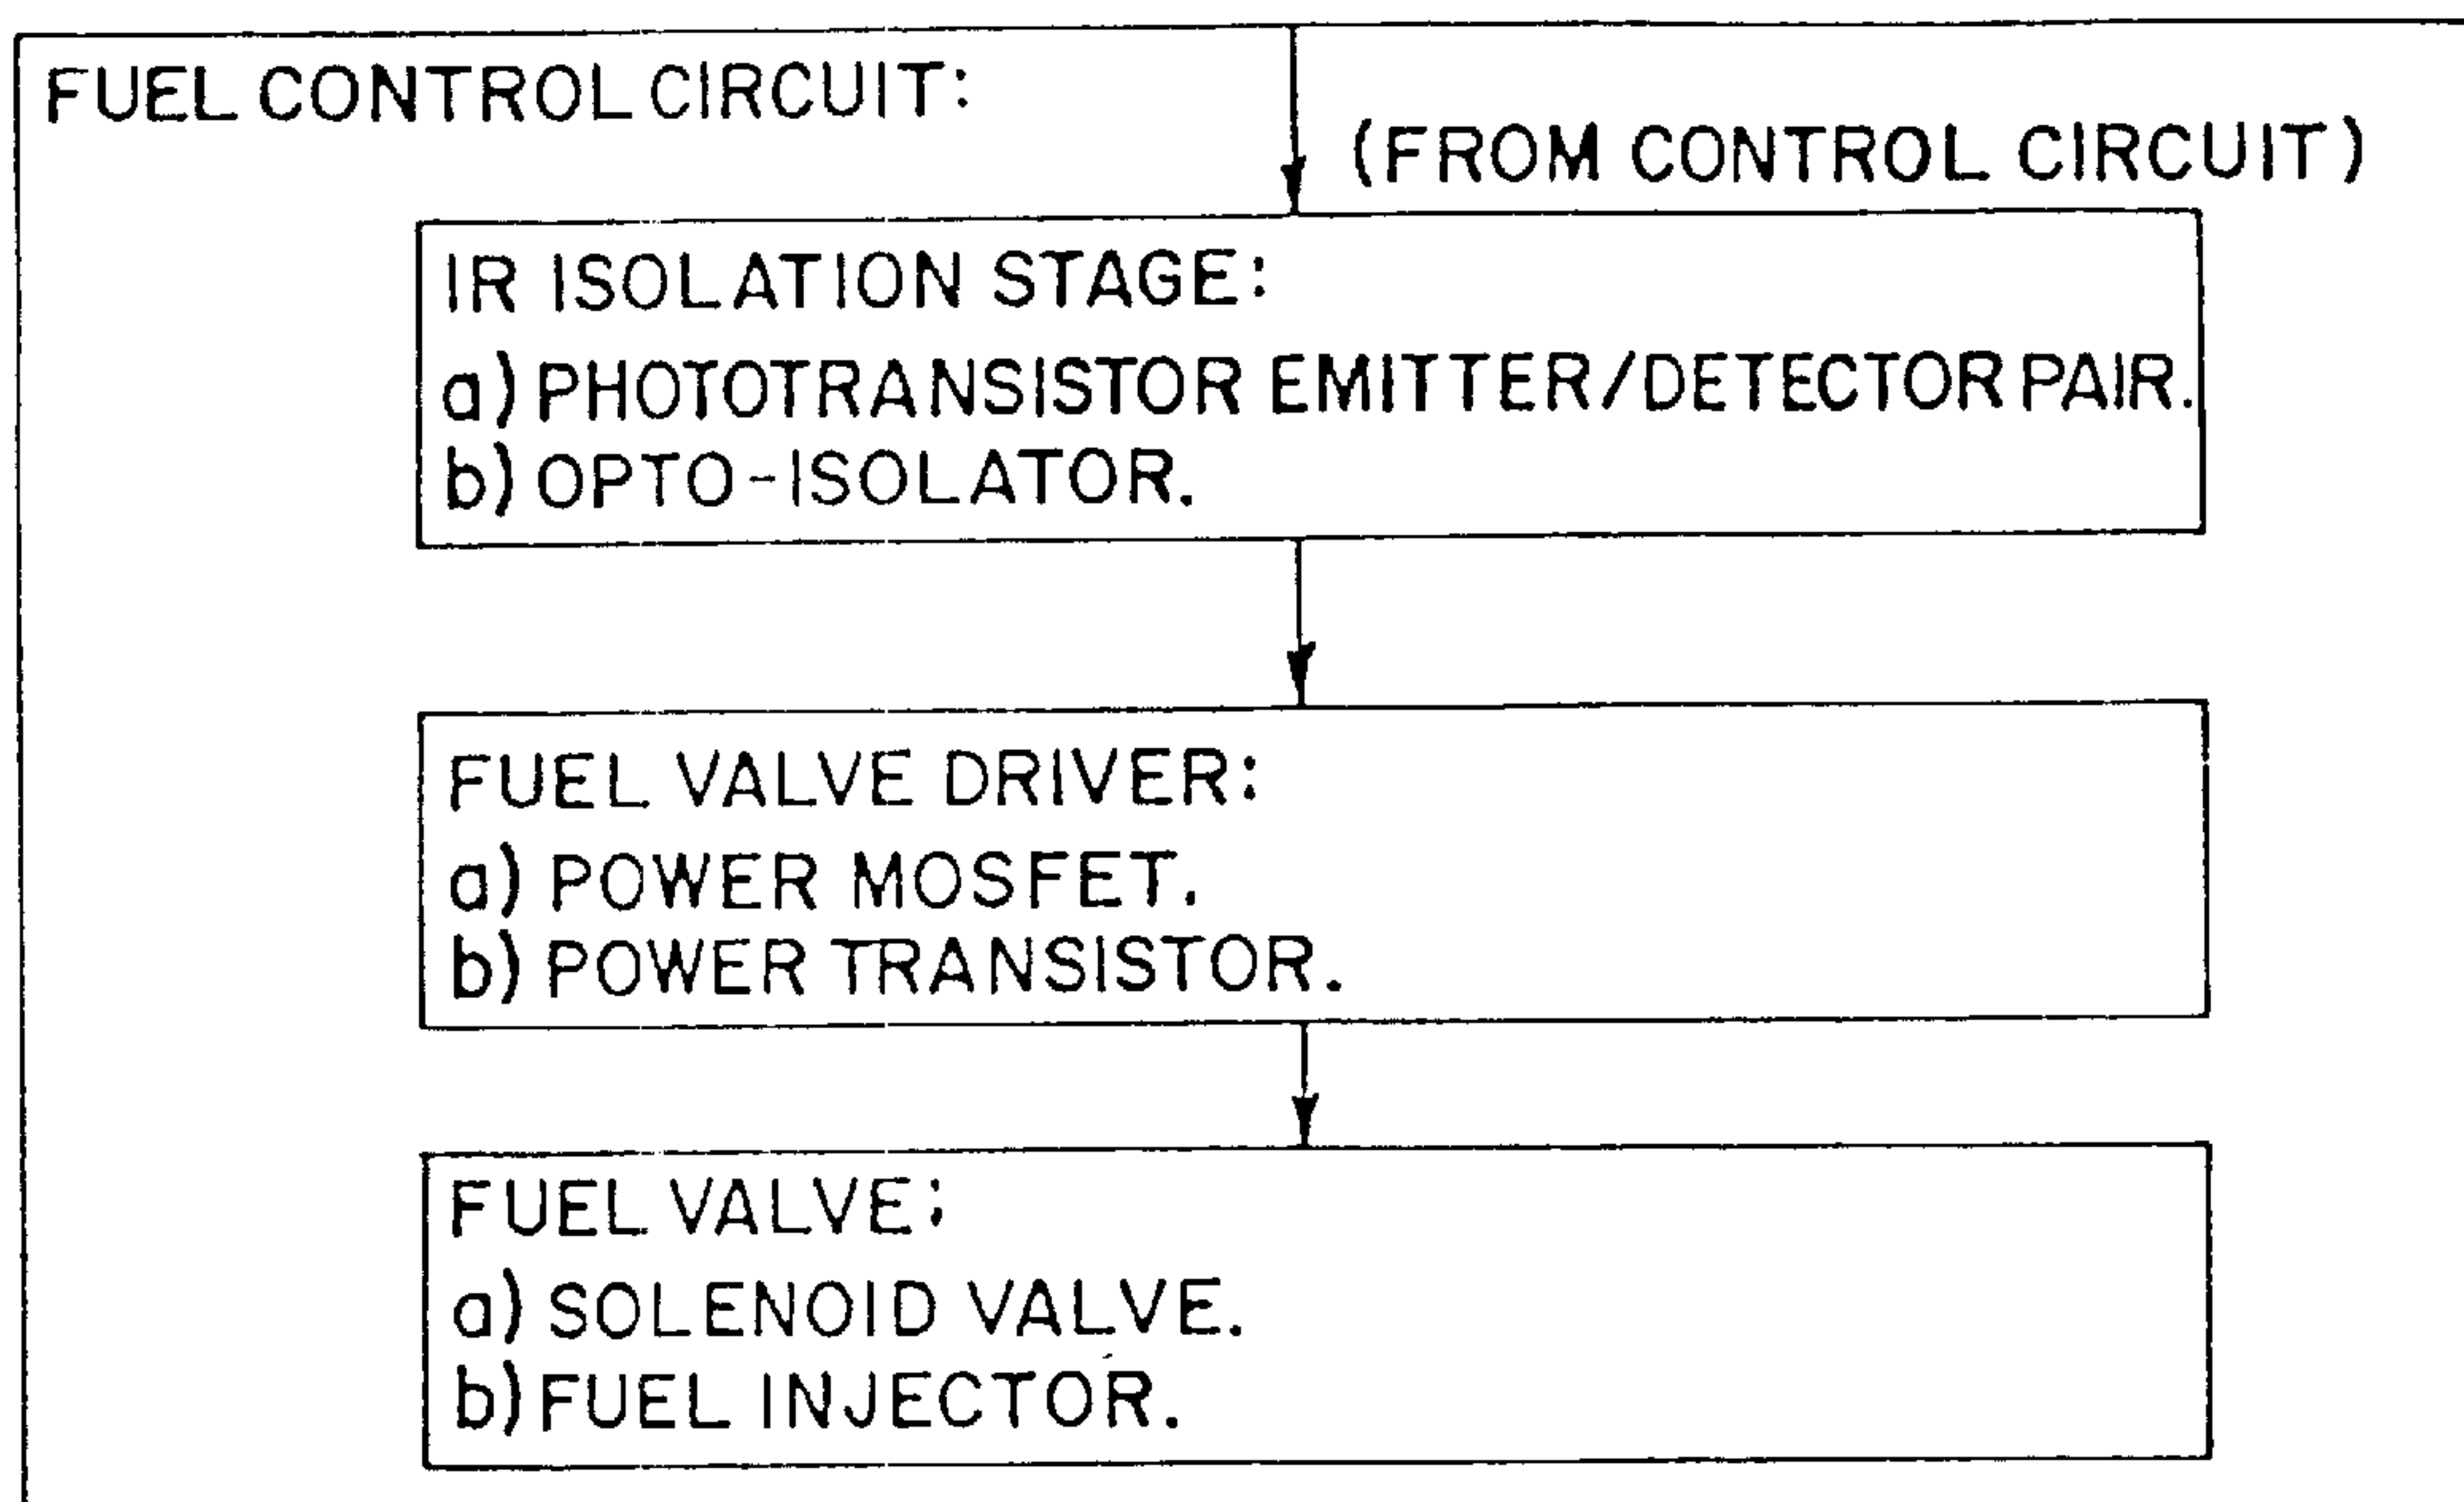 FUEL CONTROL CIRCUIT:
(FROM CONTROL CIRCUIT)
IR ISOLATION STAGE:
a) PHOTOTRANSISTOR EMITTER/DETECTOR PAIR.
b) OPTO-ISOLATOR.
FUEL VALVE DRIVER:
a) POWER MOSFET.
b) POWER TRANSISTOR.
FUEL VALVE:
a) SOLENOID VALVE.
b) FUEL INJECTOR.